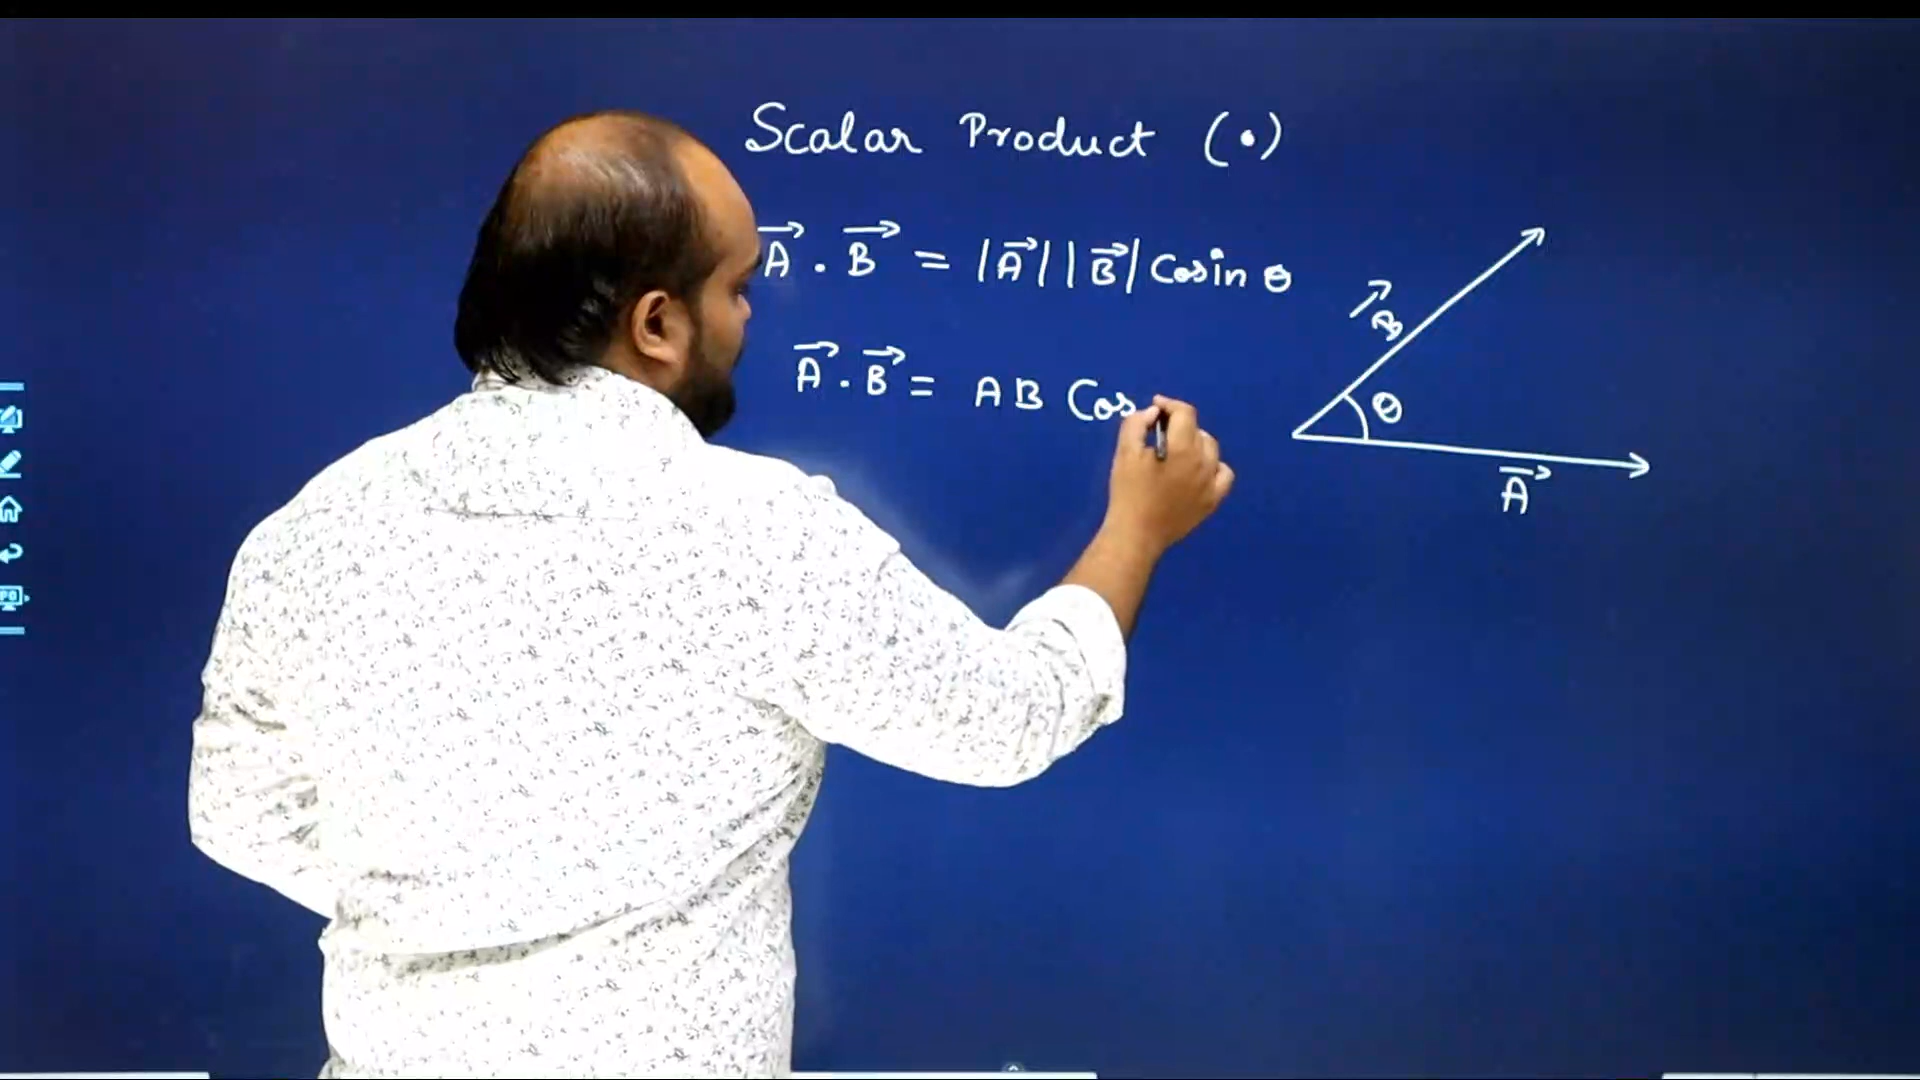 Scalar Product (•)
A⃗ . B⃗ = |A⃗| |B⃗| Cosin θ
A⃗ . B⃗ = A B Cos
B⃗
θ
A⃗